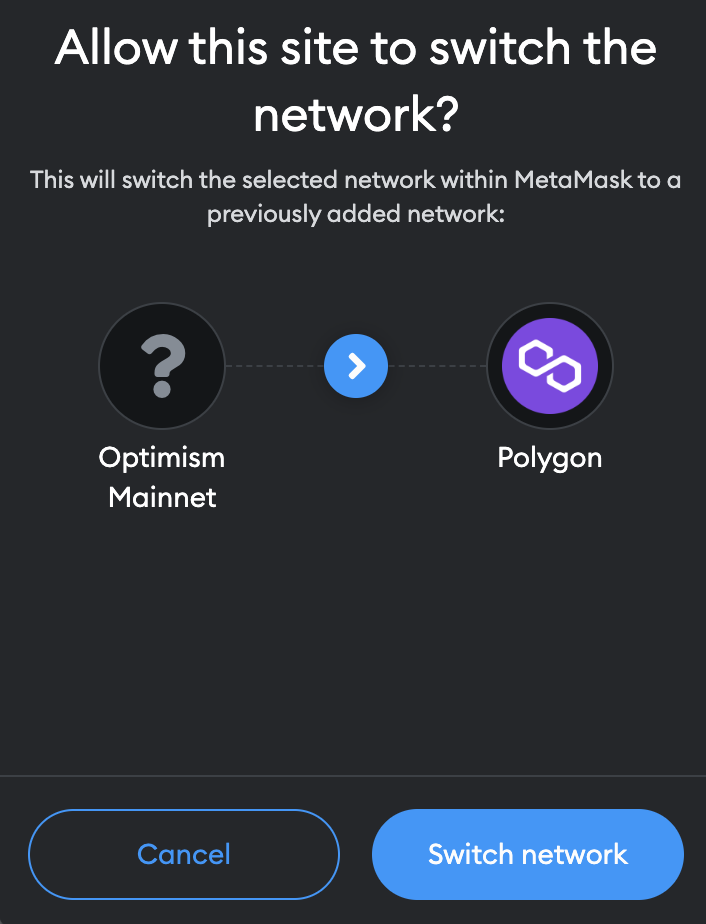 Allow this site to switch the
network?
This will switch the selected network within MetaMask to a
previously added network:
?
Optimism
Mainnet
Polygon
Cancel
Switch network